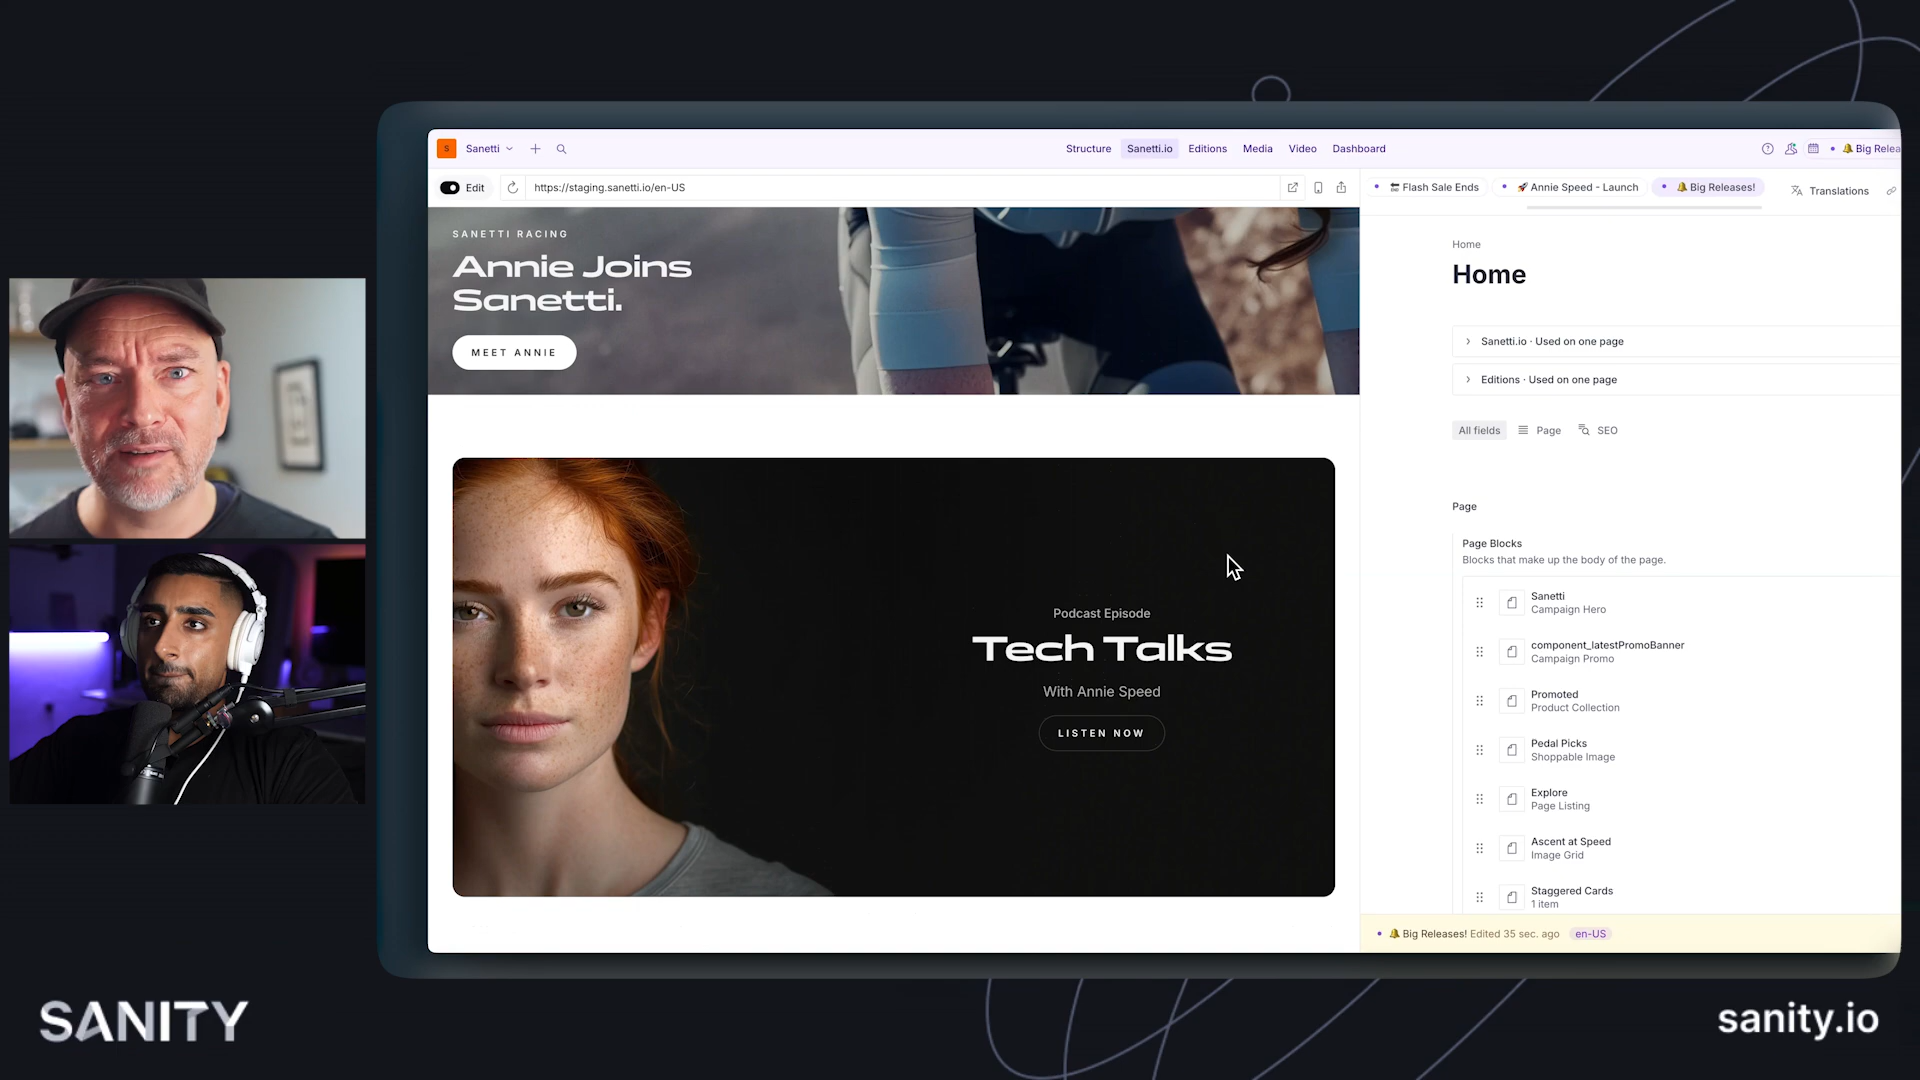 S
Sanetti
Structure
Sanetti.io
Editions
Media
Video
Dashboard
Big Relea
Edit
https://staging.sanetti.io/en-US
Flash Sale Ends
Annie Speed - Launch
Big Releases!
Translations
SANETTI RACING
Annie Joins
Sanetti.
MEET ANNIE
Podcast Episode
Tech Talks
With Annie Speed
LISTEN NOW
Home
Home
Sanetti.io · Used on one page
Editions · Used on one page
All fields
Page
SEO
Page
Page Blocks
Blocks that make up the body of the page.
Sanetti
Campaign Hero
component_latestPromoBanner
Campaign Promo
Promoted
Product Collection
Pedal Picks
Shoppable Image
Explore
Page Listing
Ascent at Speed
Image Grid
Staggered Cards
1 item
Big Releases! Edited 35 sec. ago en-US
SANITY
sanity.io